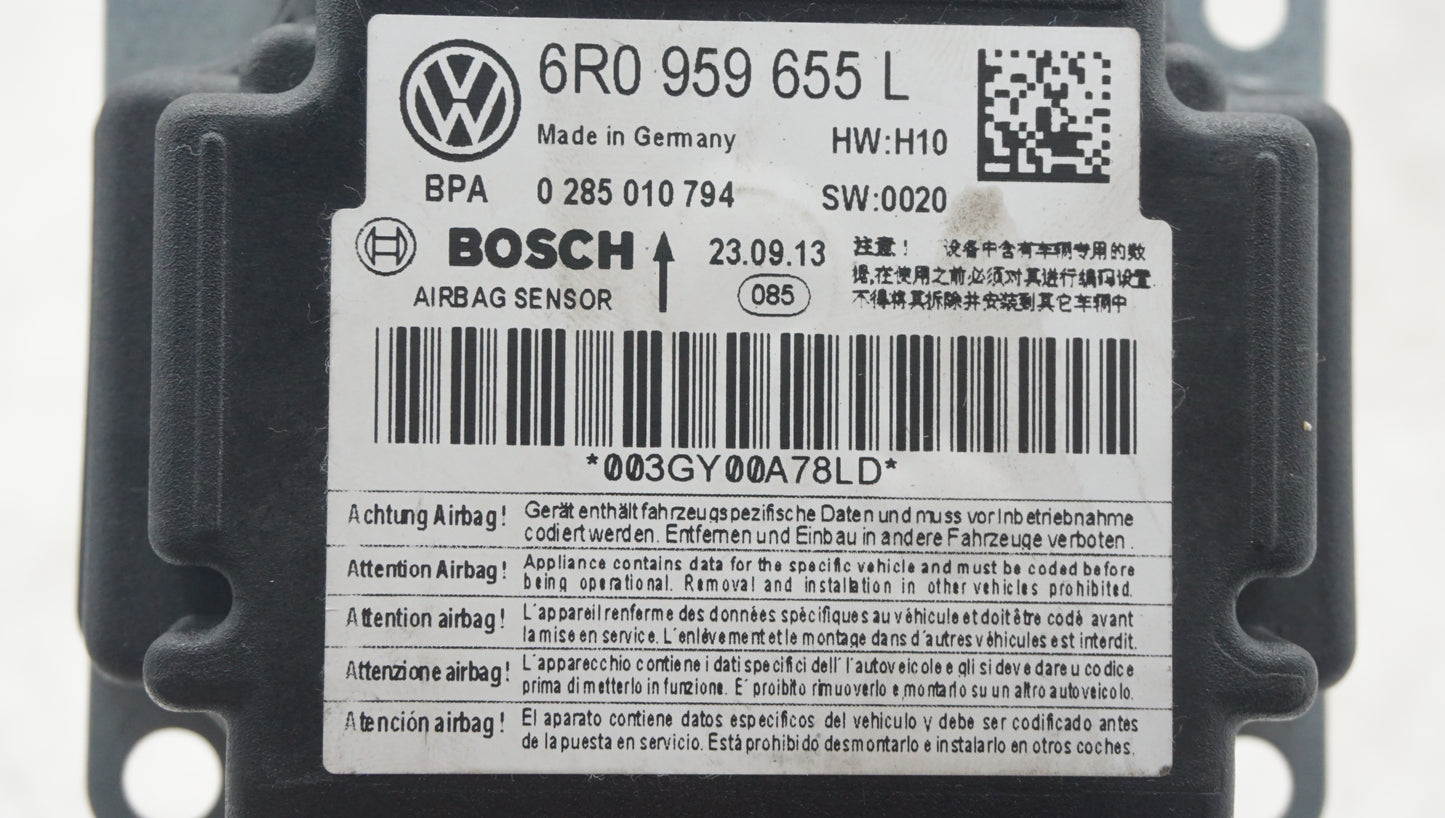 6R0 959 655 L
Made in Germany HW:H10
BPA 0 285 010 794 SW:0020
BOSCH 23.09.13
AIRBAG SENSOR 085
注意！ 设备中含有车辆专用的数
据,在使用之前必须对其进行编码设置
不得将其拆除并安装到其它车辆中
*003GY00A78LD*
Achtung Airbag! Gerät enthält fahrzeugspezifische Daten und muss vor Inbetriebnahme
codiert werden. Entfernen und Einbau in andere Fahrzeuge verboten.
Attention Airbag! Appliance contains data for the specific vehicle and must be coded before
being operational. Removal and installation in other vehicles prohibited.
Attention airbag! L'appareil renferme des données spécifiques au véhicule et doit être codé avant
la mise en service. L'enlèvement et le montage dans d'autres véhicules est interdit.
Attenzione airbag! L'apparecchio contiene i dati specifici dell' l'autoveicolo e gli si deve dare u codice
prima di metterlo in funzione. E' proibito rimuoverlo e montarlo su un altro autoveicolo.
Atención airbag! El aparato contiene datos específicos del vehículo y debe ser codificado antes
de la puesta en servicio. Está prohibido desmontarlo e instalarlo en otros coches.